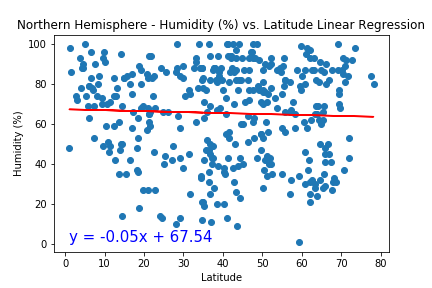 Northern Hemisphere - Humidity (%) vs. Latitude Linear Regression
100
80
60
40
20
0
Humidity (%)
y = -0.05x + 67.54
0 10 20 30 40 50 60 70 80
Latitude